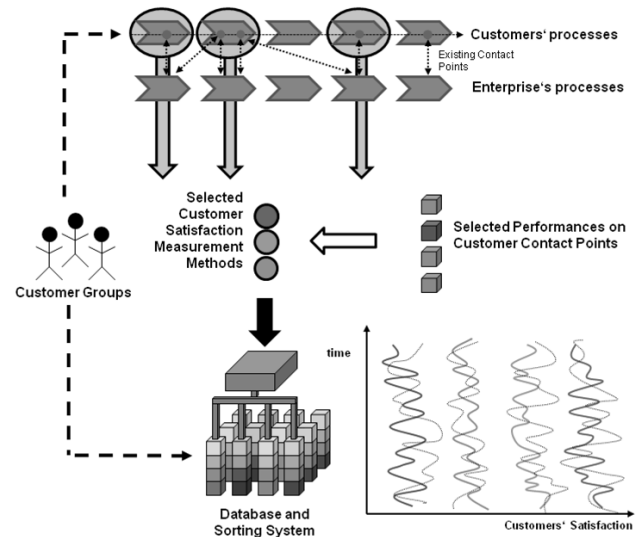 Customers‘ processes
Existing Contact
Points
Enterprise‘s processes
Selected
Customer
Satisfaction
Measurement
Methods
Selected Performances on
Customer Contact Points
Customer Groups
time
Database and
Sorting System
Customers‘ Satisfaction